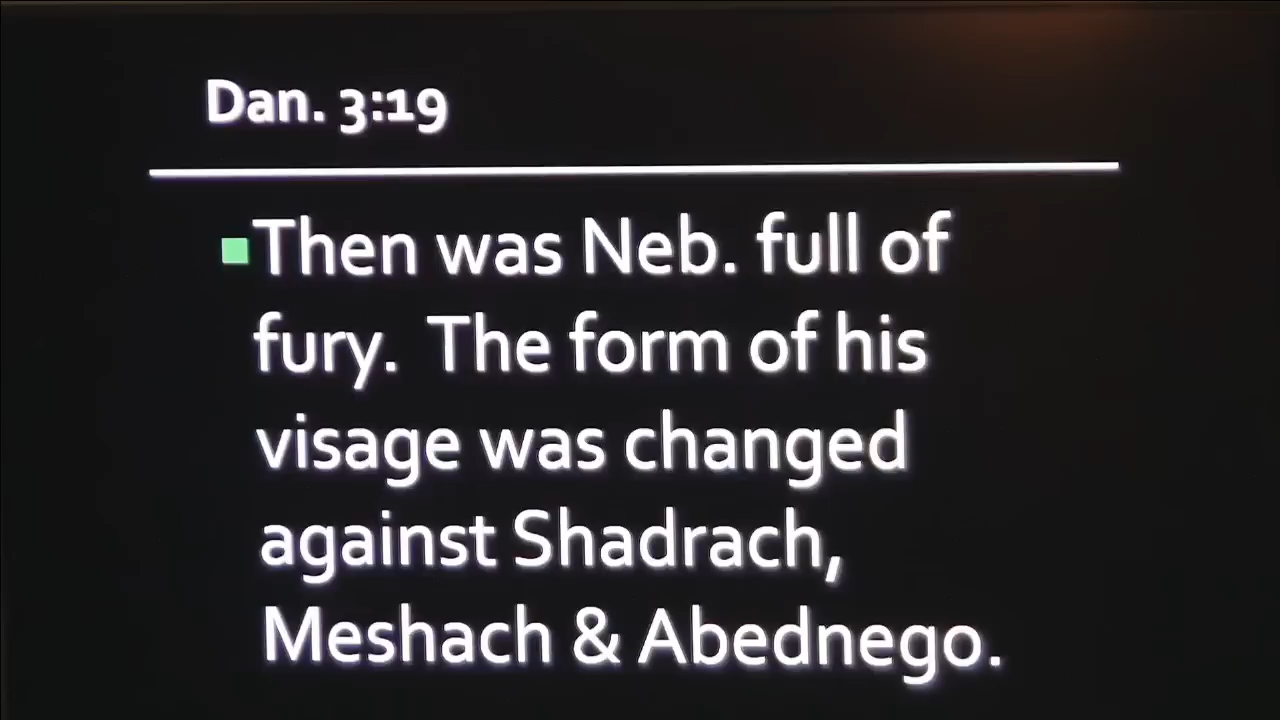 Dan. 3:19
Then was Neb. full of
fury. The form of his
visage was changed
against Shadrach,
Meshach & Abednego.